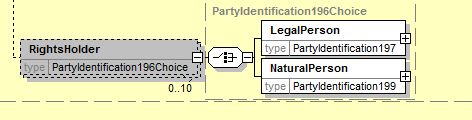 PartyIdentification196Choice
RightsHolder
type PartyIdentification196Choice
0..10
LegalPerson
type PartyIdentification197
NaturalPerson
type PartyIdentification199